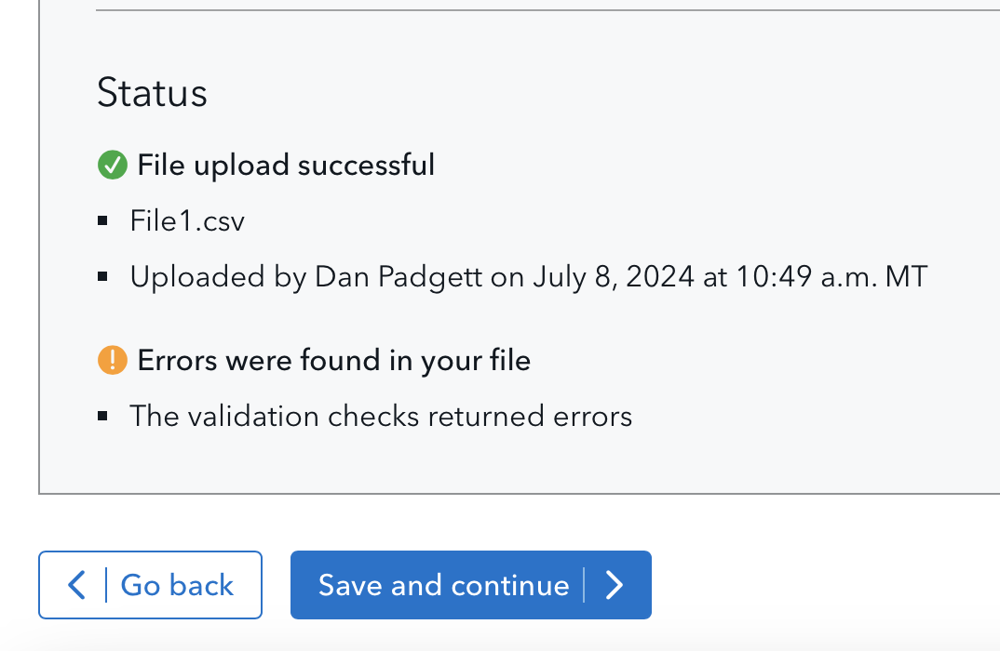 Status
File upload successful
File1.csv
Uploaded by Dan Padgett on July 8, 2024 at 10:49 a.m. MT
Errors were found in your file
The validation checks returned errors
Go back
Save and continue